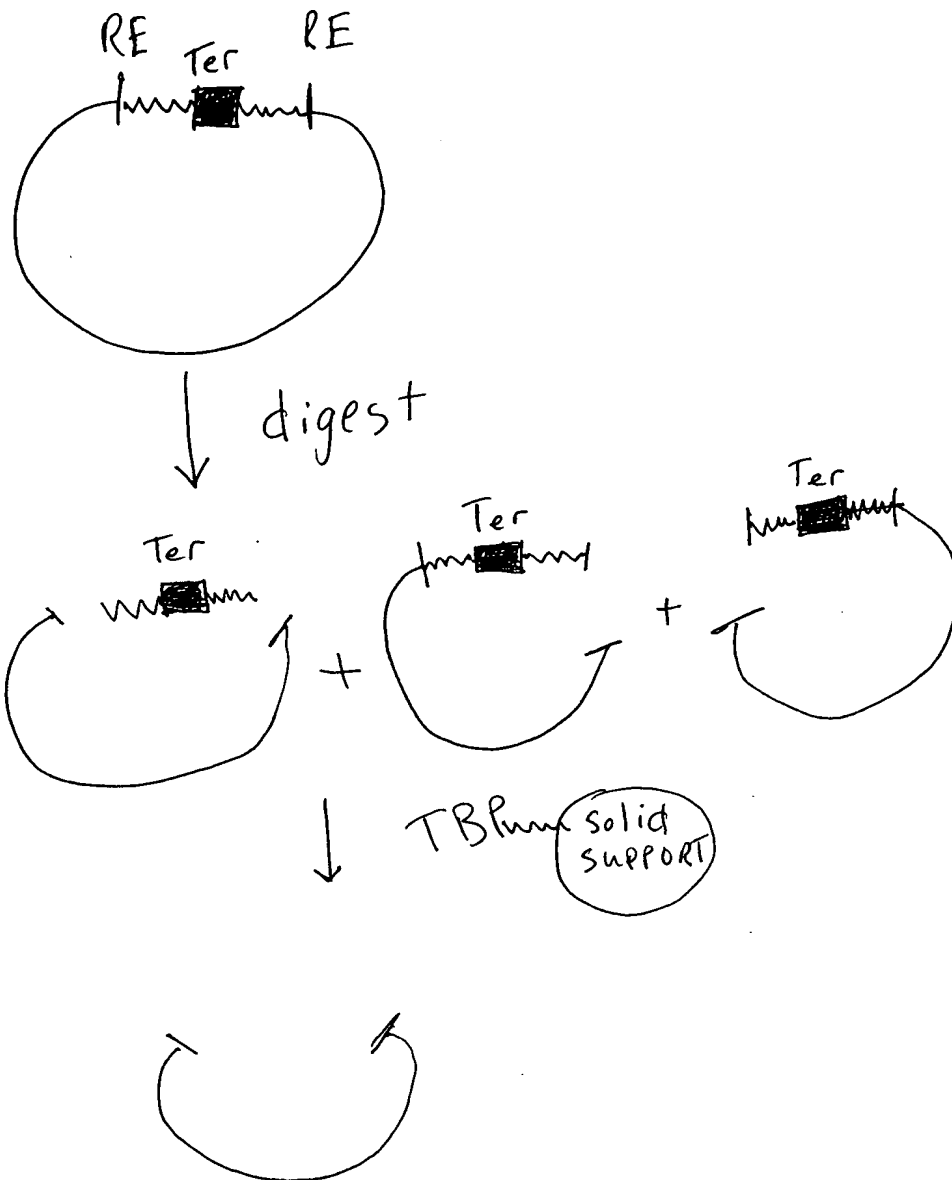 RE Ter RE
digest
Ter
Ter
Ter
+
+
TBP solid
SUPPORT